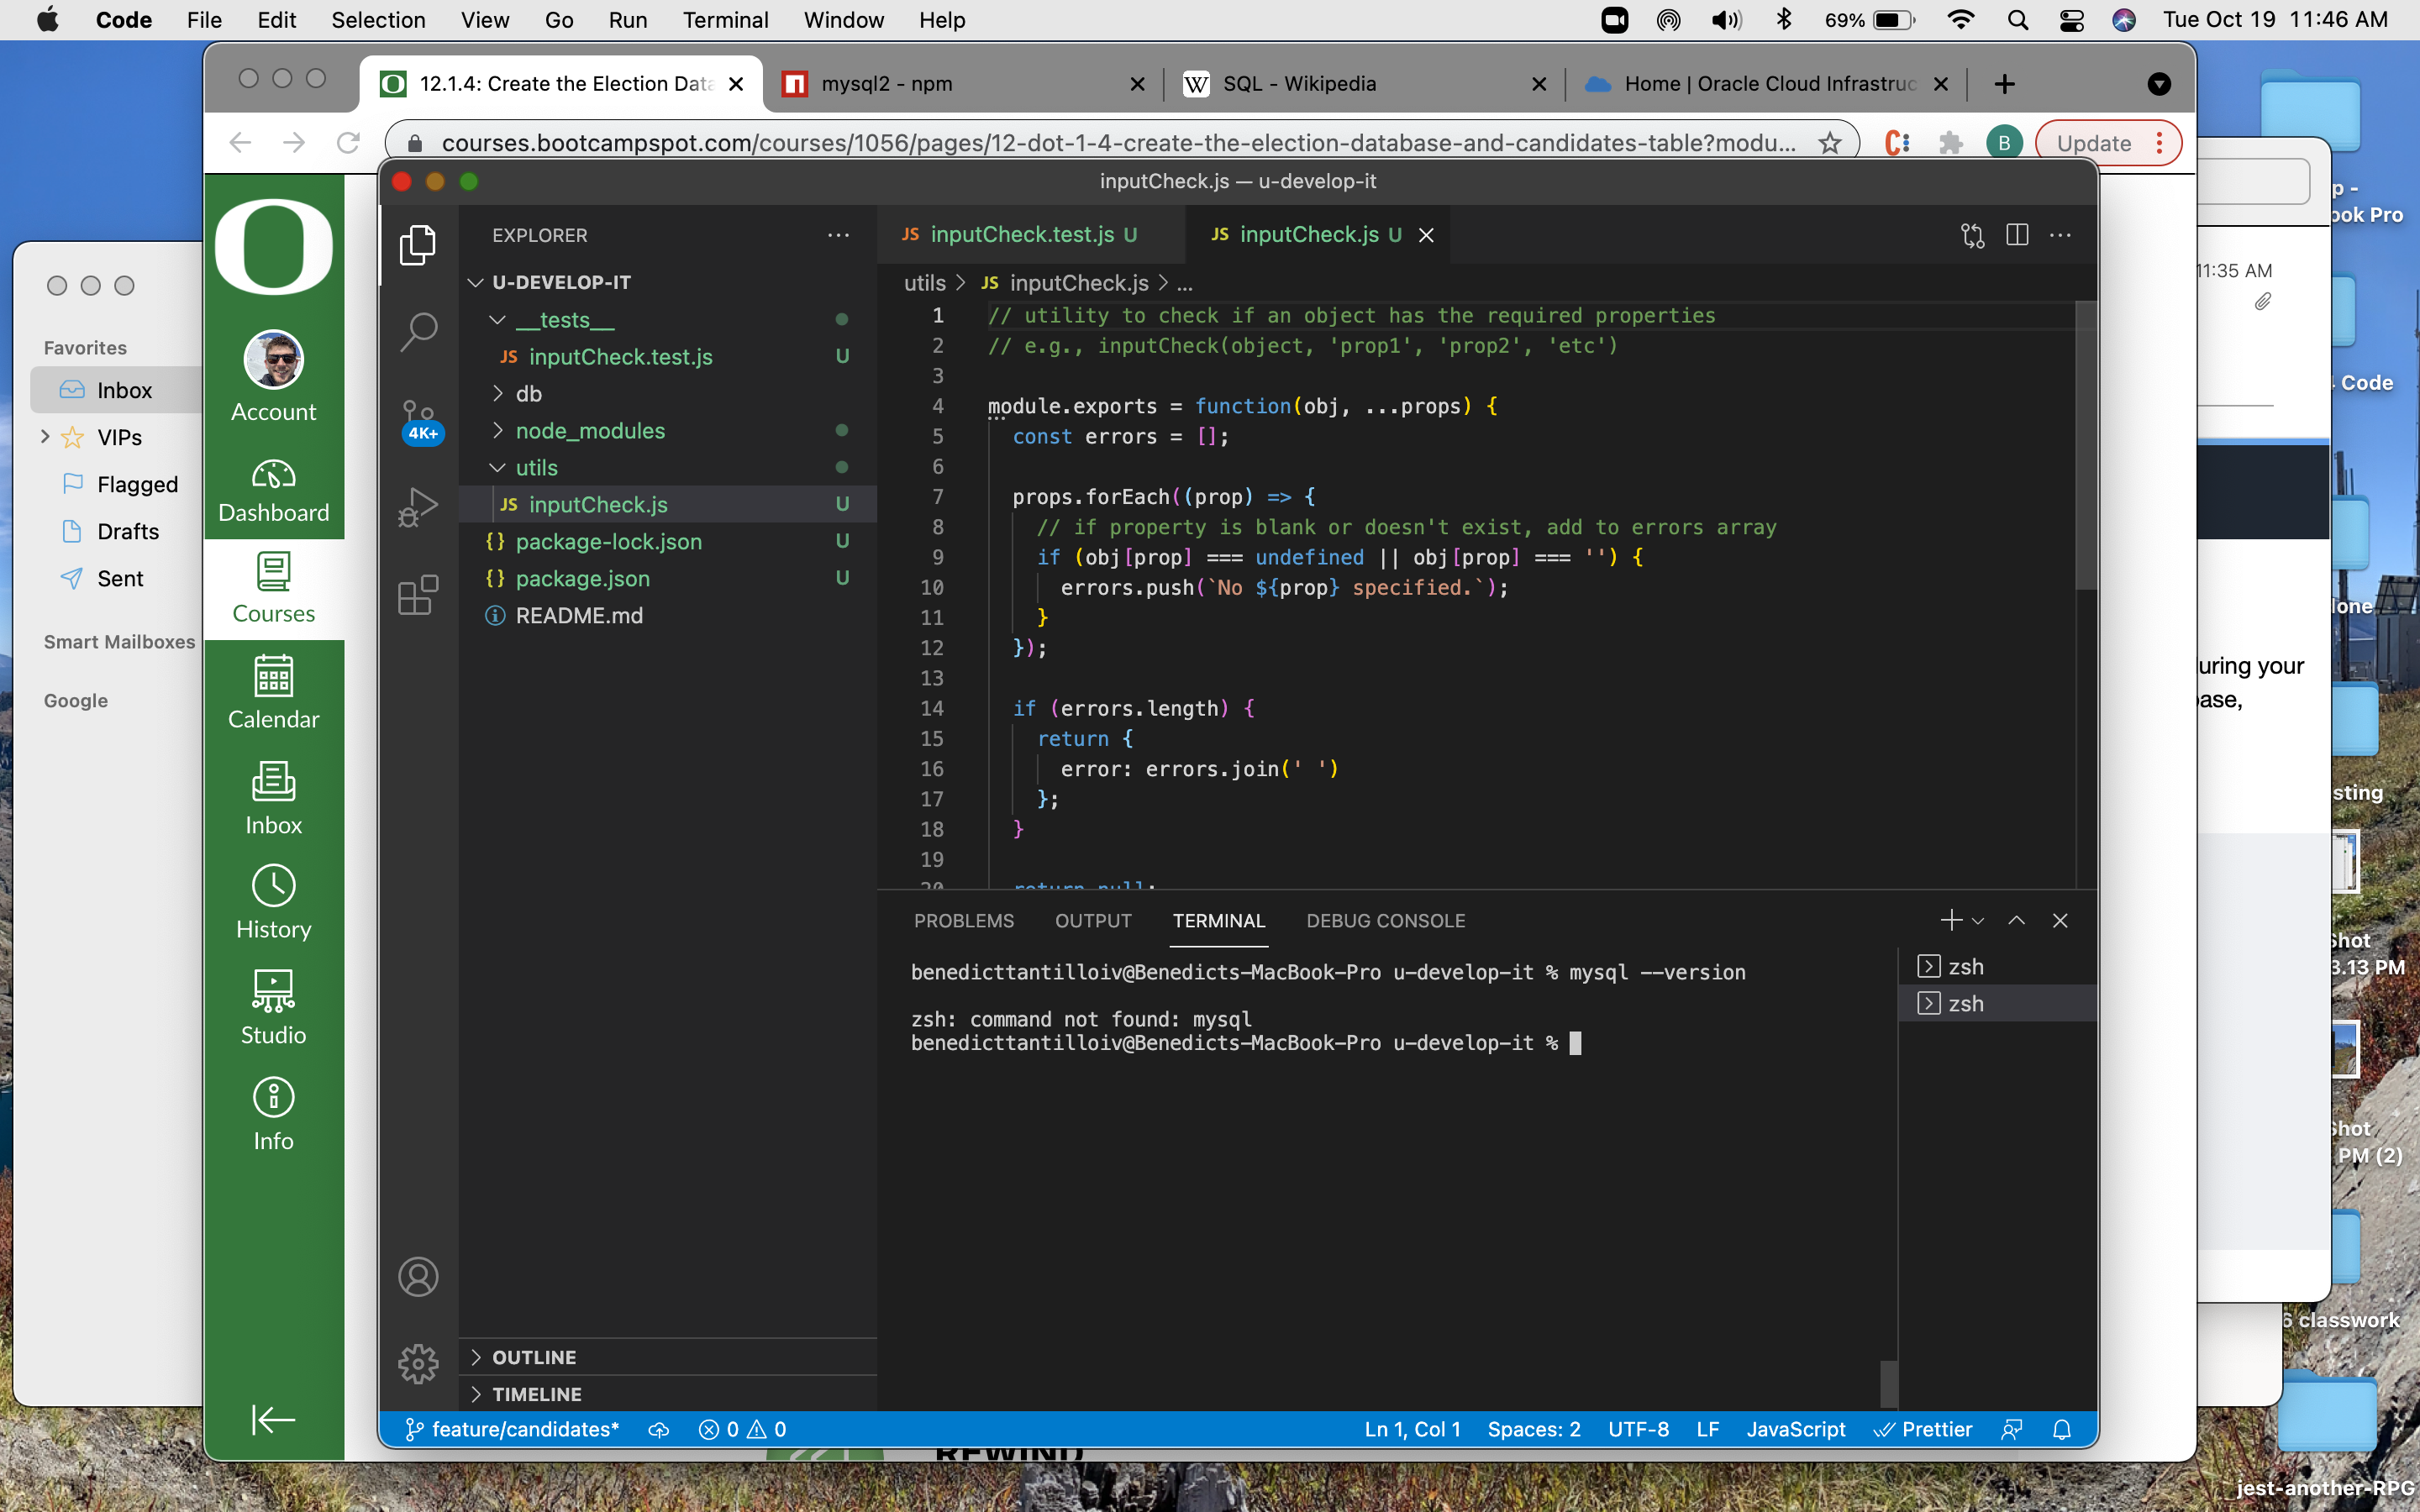 Code File Edit Selection View Go Run Terminal Window Help 69% Tue Oct 19 11:46 AM
12.1.4: Create the Election Data
mysql2 - npm
W SQL - Wikipedia
Home | Oracle Cloud Infrastruc
courses.bootcampspot.com/courses/1056/pages/12-dot-1-4-create-the-election-database-and-candidates-table?modu...
B
Update
Favorites
Inbox
VIPs
Flagged
Drafts
Sent
Smart Mailboxes
Google
Account
Dashboard
Courses
Calendar
Inbox
History
Studio
Info
inputCheck.js — u-develop-it
EXPLORER
U-DEVELOP-IT
__tests__
JS inputCheck.test.js U
db
node_modules
utils
JS inputCheck.js U
{} package-lock.json U
{} package.json U
README.md
4K+
OUTLINE
TIMELINE
JS inputCheck.test.js U
JS inputCheck.js U
utils > JS inputCheck.js > ...
1 // utility to check if an object has the required properties
2 // e.g., inputCheck(object, 'prop1', 'prop2', 'etc')
3
4 module.exports = function(obj, ...props) {
5 const errors = [];
6
7 props.forEach((prop) => {
8 // if property is blank or doesn't exist, add to errors array
9 if (obj[prop] === undefined || obj[prop] === '') {
10 errors.push(`No ${prop} specified.`);
11 }
12 });
13
14 if (errors.length) {
15 return {
16 error: errors.join(' ')
17 };
18 }
19
20 return null;
PROBLEMS OUTPUT TERMINAL DEBUG CONSOLE
benedicttantilloiv@Benedicts-MacBook-Pro u-develop-it % mysql --version
zsh: command not found: mysql
benedicttantilloiv@Benedicts-MacBook-Pro u-develop-it %
zsh
zsh
feature/candidates* 0 0 Ln 1, Col 1 Spaces: 2 UTF-8 LF JavaScript Prettier
REWIND
p -
ook Pro
11:35 AM
Code
lone
uring your
ase,
sting
Shot
3.13 PM
Shot
PM (2)
6 classwork
jest-another-RPG